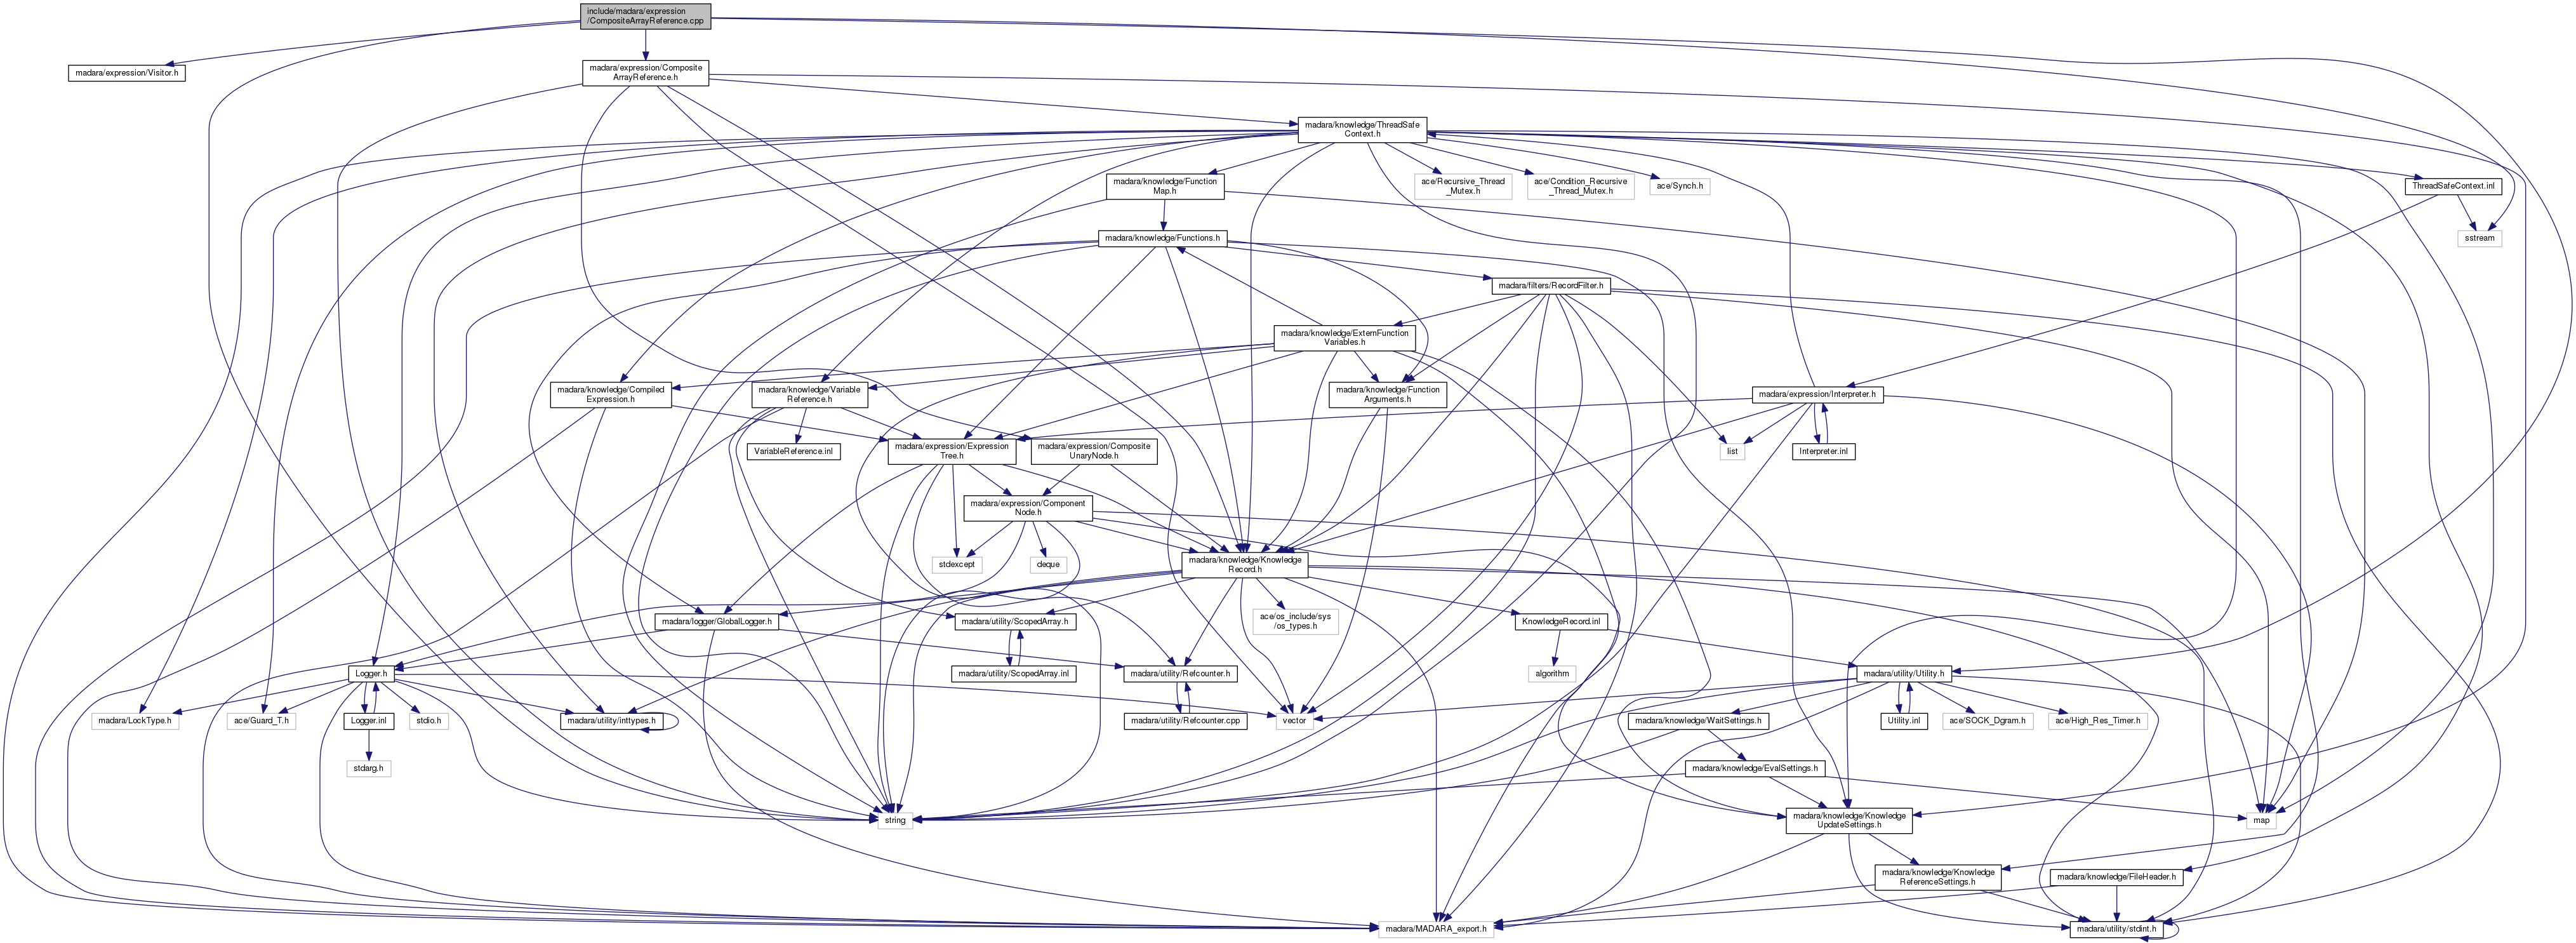 include/madara/expression
/CompositeArrayReference.cpp
madara/expression/Visitor.h
madara/expression/Composite
ArrayReference.h
madara/knowledge/ThreadSafe
Context.h
madara/knowledge/Function
Map.h
ace/Recursive_Thread
_Mutex.h
ace/Condition_Recursive
_Thread_Mutex.h
ace/Synch.h
ThreadSafeContext.inl
madara/knowledge/Functions.h
sstream
madara/filters/RecordFilter.h
madara/knowledge/ExternFunction
Variables.h
madara/knowledge/Compiled
Expression.h
madara/knowledge/Variable
Reference.h
madara/knowledge/Function
Arguments.h
madara/expression/Interpreter.h
VariableReference.inl
madara/expression/Expression
Tree.h
madara/expression/Composite
UnaryNode.h
list
Interpreter.inl
madara/expression/Component
Node.h
stdexcept
deque
madara/knowledge/Knowledge
Record.h
madara/logger/GlobalLogger.h
madara/utility/ScopedArray.h
ace/os_include/sys
/os_types.h
KnowledgeRecord.inl
Logger.h
madara/utility/ScopedArray.inl
madara/utility/Refcounter.h
algorithm
madara/utility/Utility.h
madara/LockType.h
ace/Guard_T.h
Logger.inl
stdio.h
madara/utility/inttypes.h
madara/utility/Refcounter.cpp
vector
madara/knowledge/WaitSettings.h
Utility.inl
ace/SOCK_Dgram.h
ace/High_Res_Timer.h
stdarg.h
madara/knowledge/EvalSettings.h
string
madara/knowledge/Knowledge
UpdateSettings.h
map
madara/knowledge/Knowledge
ReferenceSettings.h
madara/knowledge/FileHeader.h
madara/MADARA_export.h
madara/utility/stdint.h